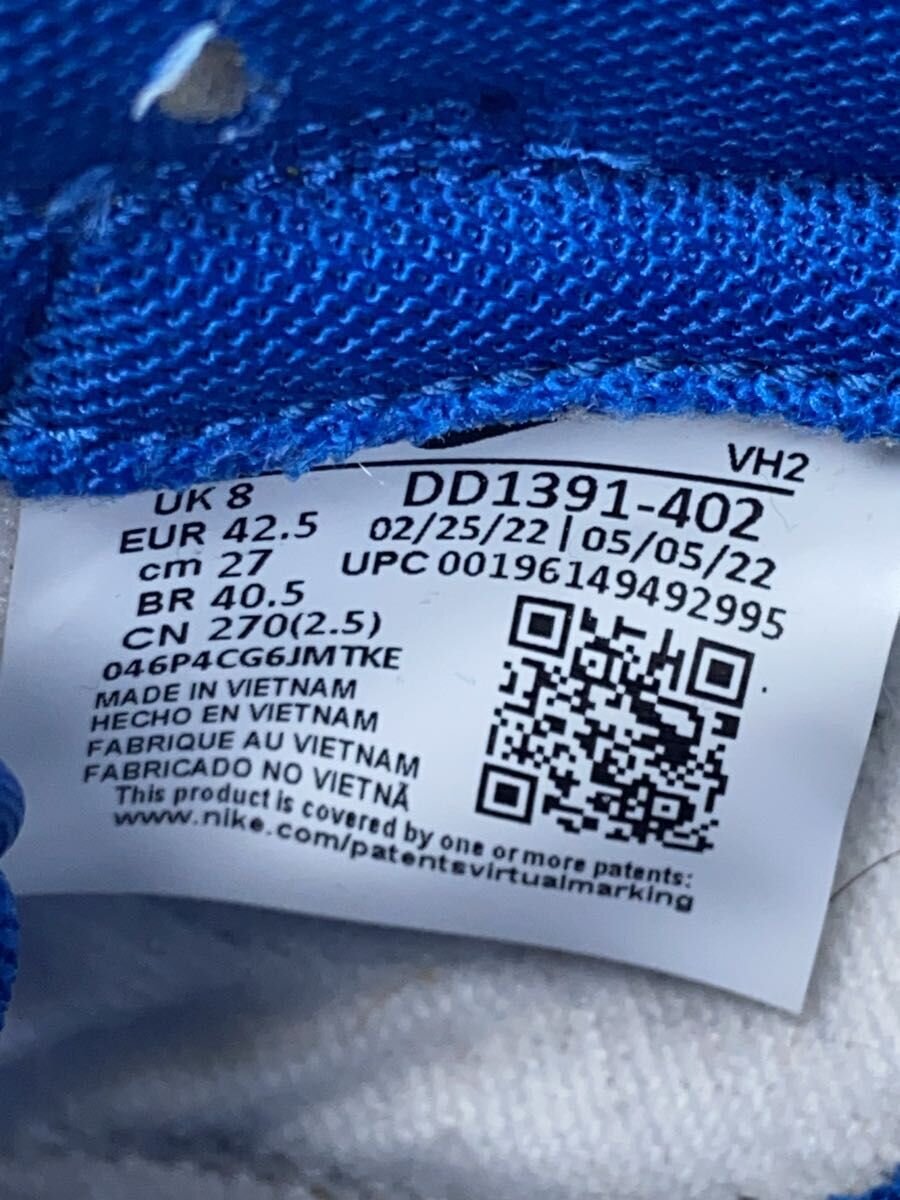 VH2
UK 8
EUR 42.5
cm 27
BR 40.5
CN 270(2.5)
046P4CG6JMTKE
MADE IN VIETNAM
HECHO EN VIETNAM
FABRIQUE AU VIETNAM
FABRICADO NO VIETNÃ
DD1391-402
02/25/22 | 05/05/22
UPC 00196149492995
This product is covered by one or more patents:
www.nike.com/patentsvirtualmarking